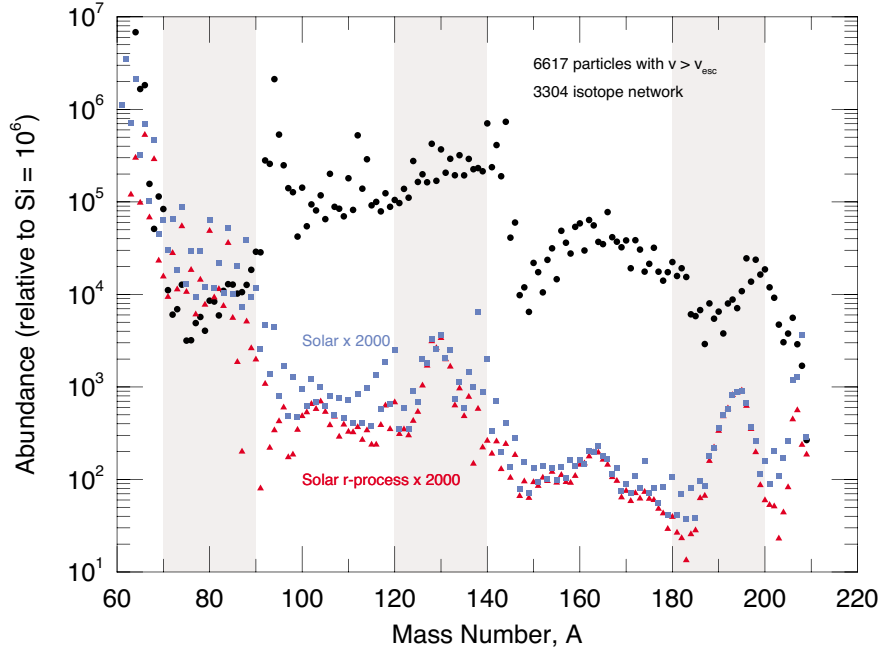 10^7
10^6
10^5
10^4
10^3
10^2
10^1
Abundance (relative to Si = 10^6)
6617 particles with v > v_esc
3304 isotope network
Solar x 2000
Solar r-process x 2000
60 80 100 120 140 160 180 200 220
Mass Number, A